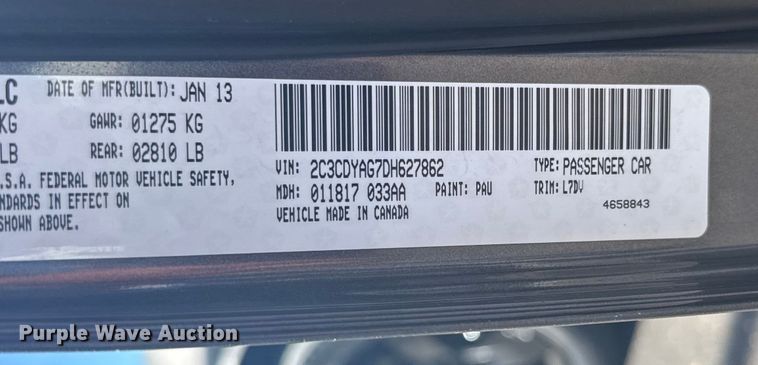 LC DATE OF MFR(BUILT): JAN 13
KG GAWR: 01275 KG
LB REAR: 02810 LB
.S.A. FEDERAL MOTOR VEHICLE SAFETY,
NDARDS IN EFFECT ON
SHOWN ABOVE.
VIN: 2C3CDYAG7DH627862 TYPE: PASSENGER CAR
MDH: 011817 033AA PAINT: PAU TRIM: L7DV
VEHICLE MADE IN CANADA 4658843
Purple Wave Auction